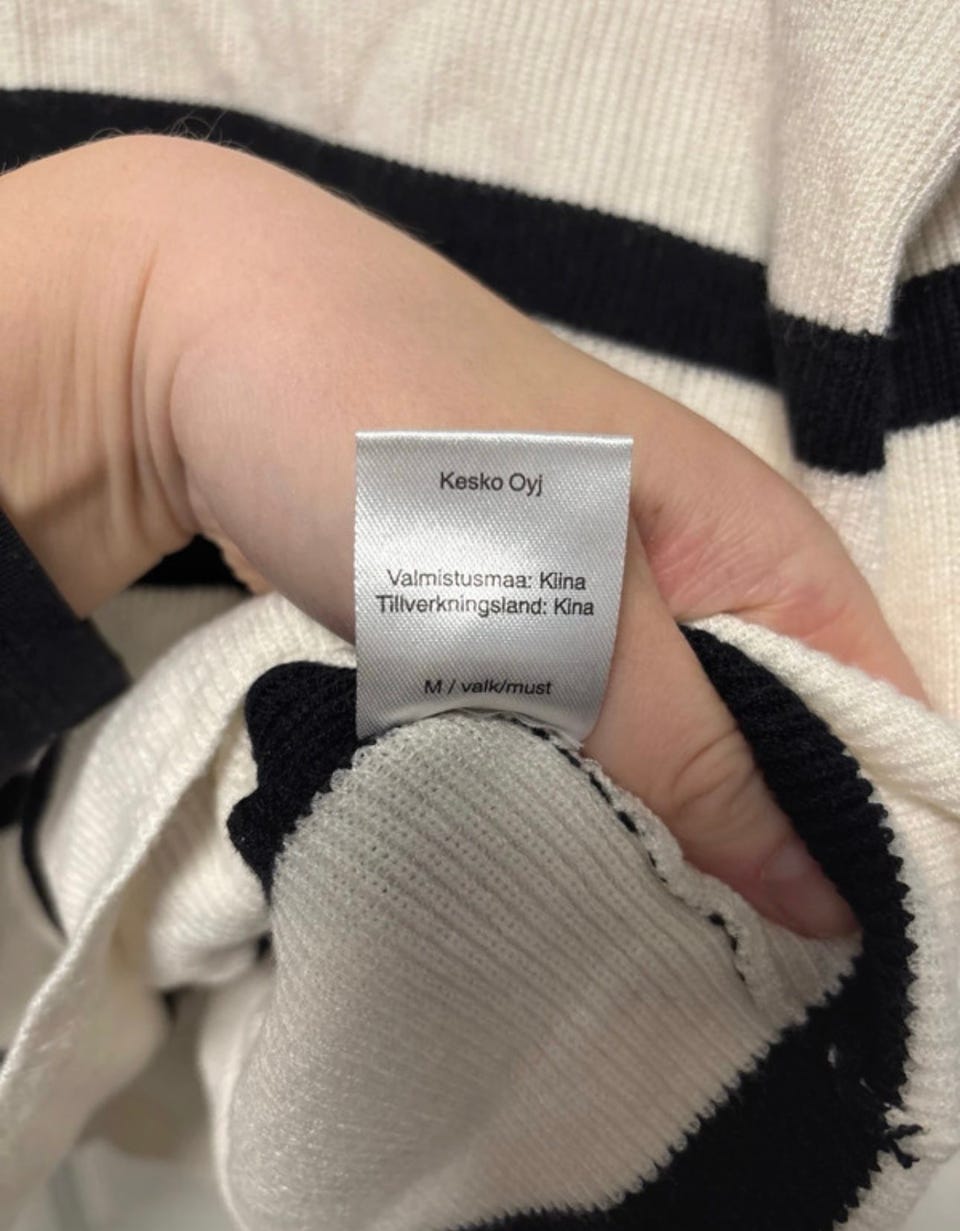 Kesko Oyj
Valmistusmaa: Kiina
Tillverkningsland: Kina
M / valk/must